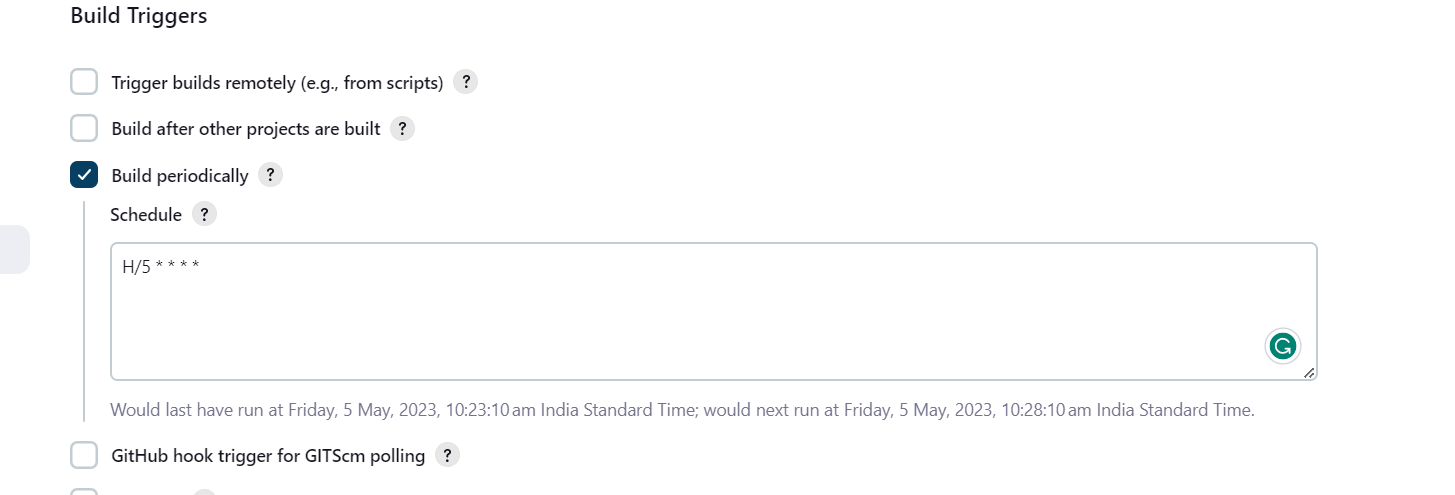 Build Triggers
Trigger builds remotely (e.g., from scripts) ?
Build after other projects are built ?
Build periodically ?
Schedule ?
H/5 * * * *
Would last have run at Friday, 5 May, 2023, 10:23:10 am India Standard Time; would next run at Friday, 5 May, 2023, 10:28:10 am India Standard Time.
GitHub hook trigger for GITScm polling ?